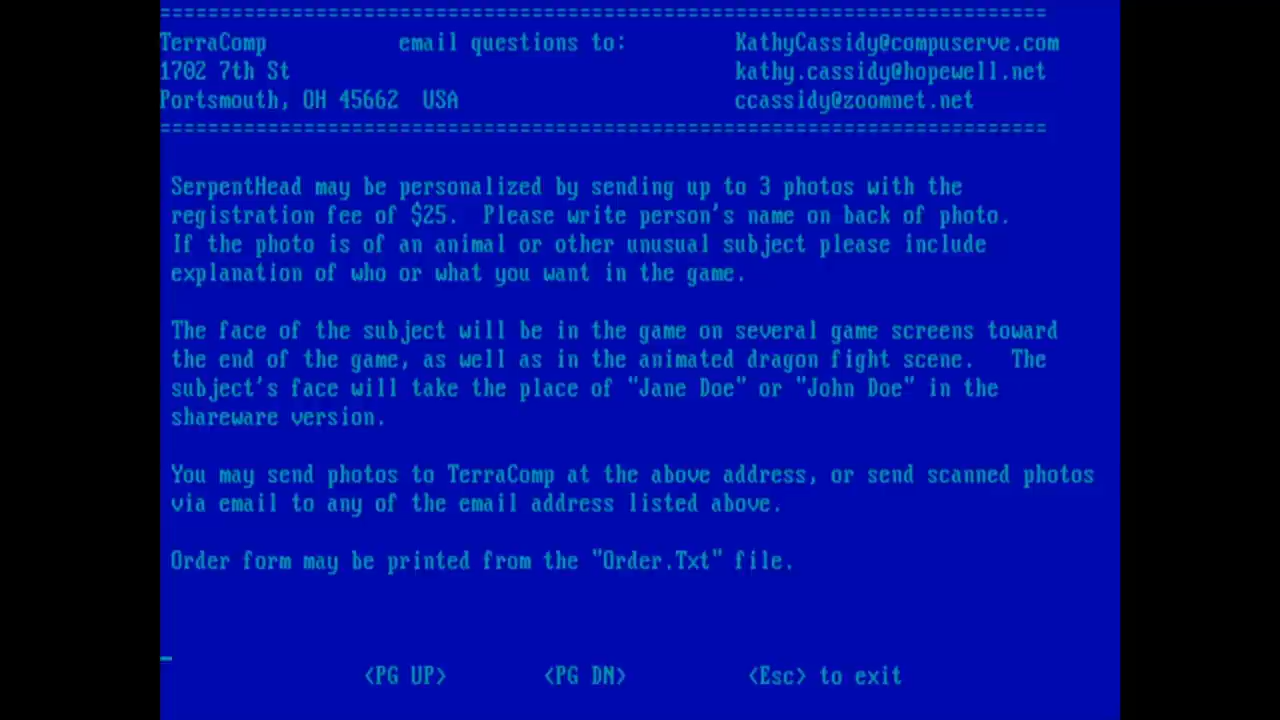 ==========================================================================
TerraComp email questions to: KathyCassidy@compuserve.com
1702 7th St kathy.cassidy@hopewell.net
Portsmouth, OH 45662 USA ccassidy@zoomnet.net
==========================================================================
SerpentHead may be personalized by sending up to 3 photos with the
registration fee of $25. Please write person's name on back of photo.
If the photo is of an animal or other unusual subject please include
explanation of who or what you want in the game.
The face of the subject will be in the game on several game screens toward
the end of the game, as well as in the animated dragon fight scene. The
subject's face will take the place of "Jane Doe" or "John Doe" in the
shareware version.
You may send photos to TerraComp at the above address, or send scanned photos
via email to any of the email address listed above.
Order form may be printed from the "Order.Txt" file.
<PG UP> <PG DN> <Esc> to exit